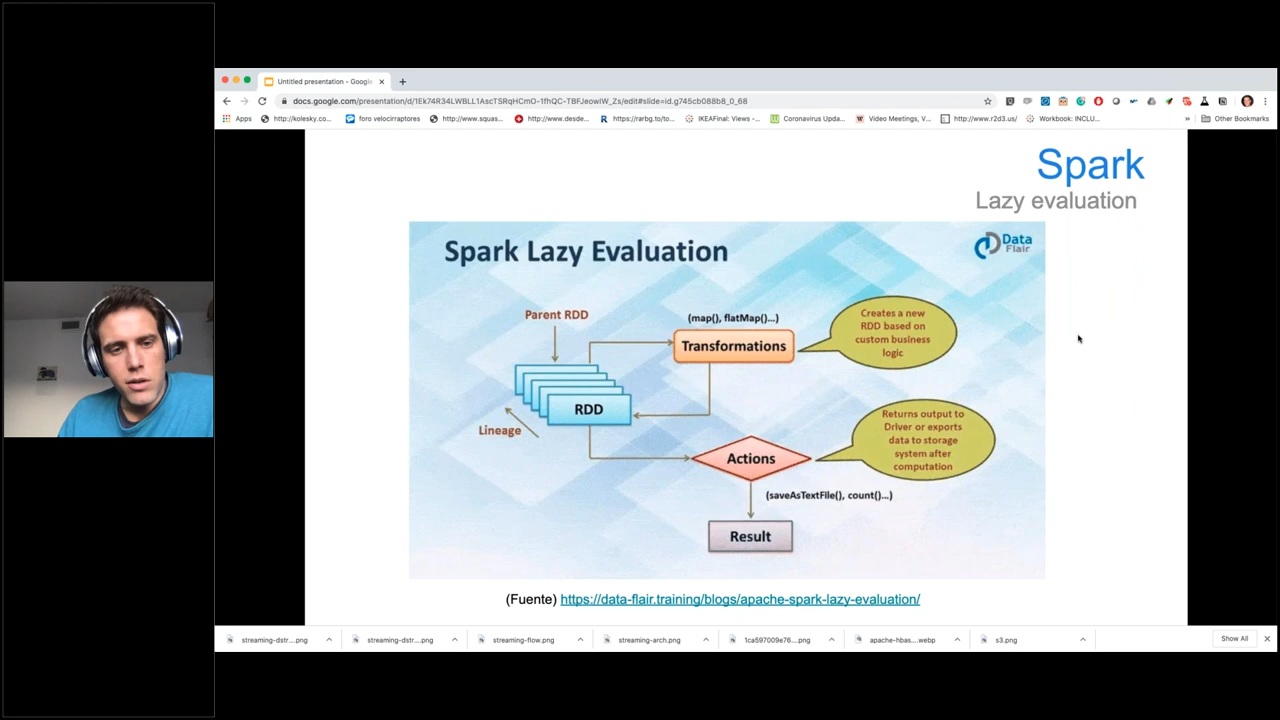 Untitled presentation - Google
docs.google.com/presentation/d/1Ek74R34LWBLL1AscTSRqHCmO-1fhQC-TBFJeowIW_Zs/edit#slide=id.g745cb088b8_0_68
Apps http://kolesky.co... foro velocirraptores http://www.squas... http://www.desde... https://rarbg.to/to... IKEAFinal: Views -... Coronavirus Upda... Video Meetings, V... http://www.r2d3.us/ Workbook: INCLU... » Other Bookmarks
Spark
Lazy evaluation
Spark Lazy Evaluation
Data
Flair
Parent RDD
(map(), flatMap()...)
Transformations
Creates a new
RDD based on
custom business
logic
RDD
Lineage
Actions
Returns output to
Driver or exports
data to storage
system after
computation
(saveAsTextFile(), count()...)
Result
(Fuente) https://data-flair.training/blogs/apache-spark-lazy-evaluation/
streaming-dstr....png streaming-dstr....png streaming-flow.png streaming-arch.png 1ca597009e76....png apache-hbas....webp s3.png Show All